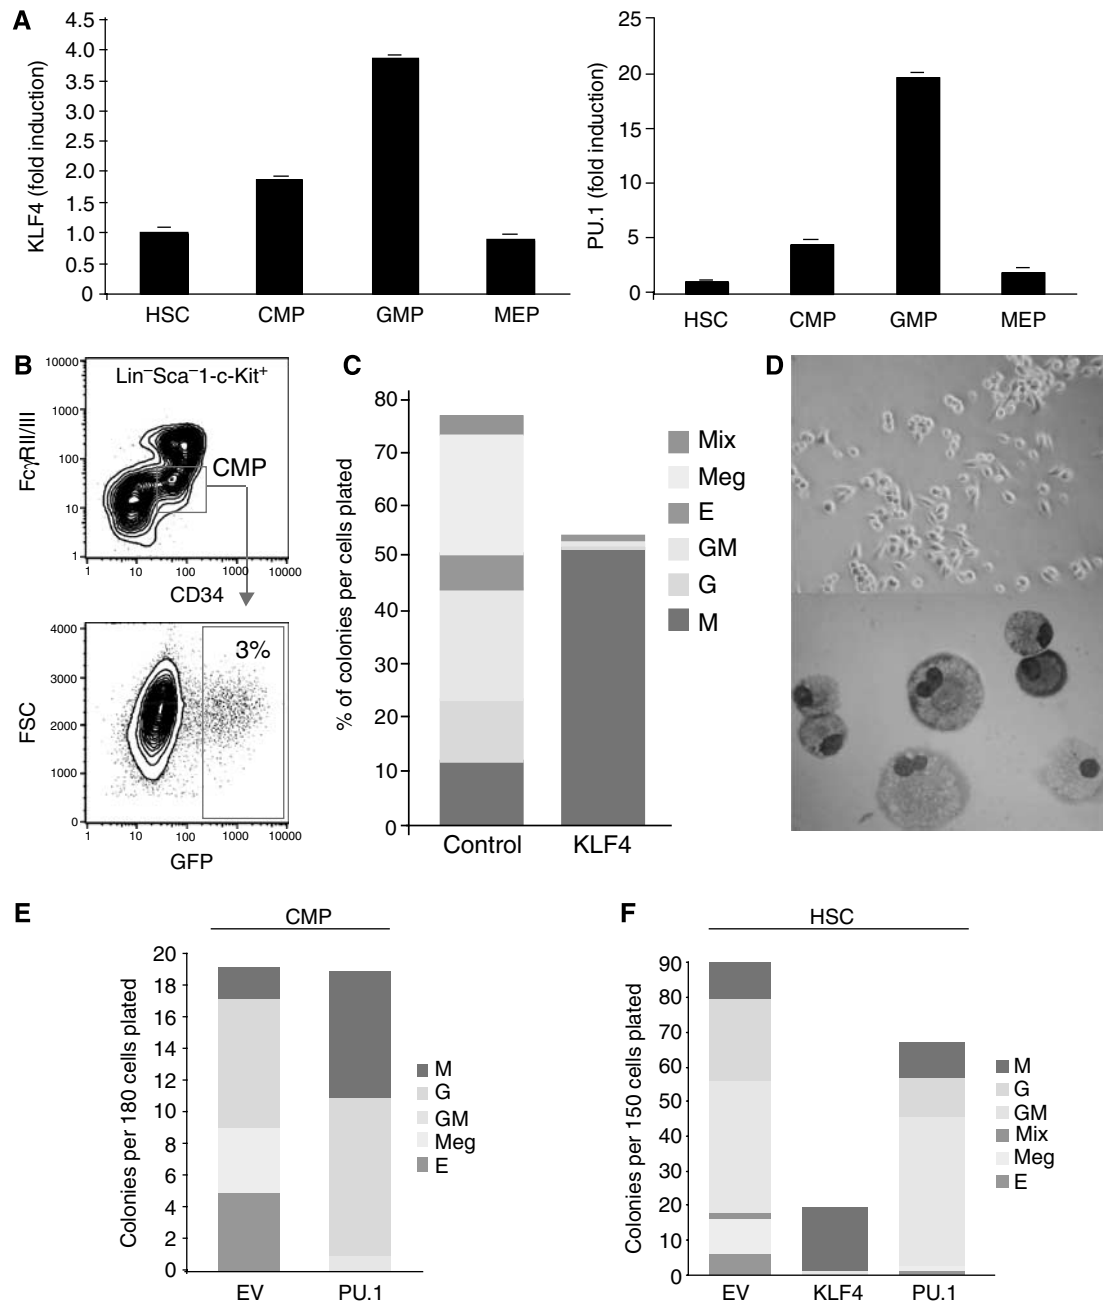 A
KLF4 (fold induction)
4.5
4.0
3.5
3.0
2.5
2.0
1.5
1.0
0.5
0
HSC
CMP
GMP
MEP
PU.1 (fold induction)
25
20
15
10
5
0
HSC
CMP
GMP
MEP
B
Lin⁻Sca⁻1-c-Kit⁺
FcγRII/III
10000
1000
100
10
1
CMP
1
10
100
1000
10000
CD34
FSC
4000
3000
2000
1000
0
3%
1
10
100
1000
10000
GFP
C
% of colonies per cells plated
80
70
60
50
40
30
20
10
0
Control
KLF4
Mix
Meg
E
GM
G
M
D
E
CMP
Colonies per 180 cells plated
20
18
16
14
12
10
8
6
4
2
0
EV
PU.1
M
G
GM
Meg
E
F
HSC
Colonies per 150 cells plated
90
80
70
60
50
40
30
20
10
0
EV
KLF4
PU.1
M
G
GM
Mix
Meg
E